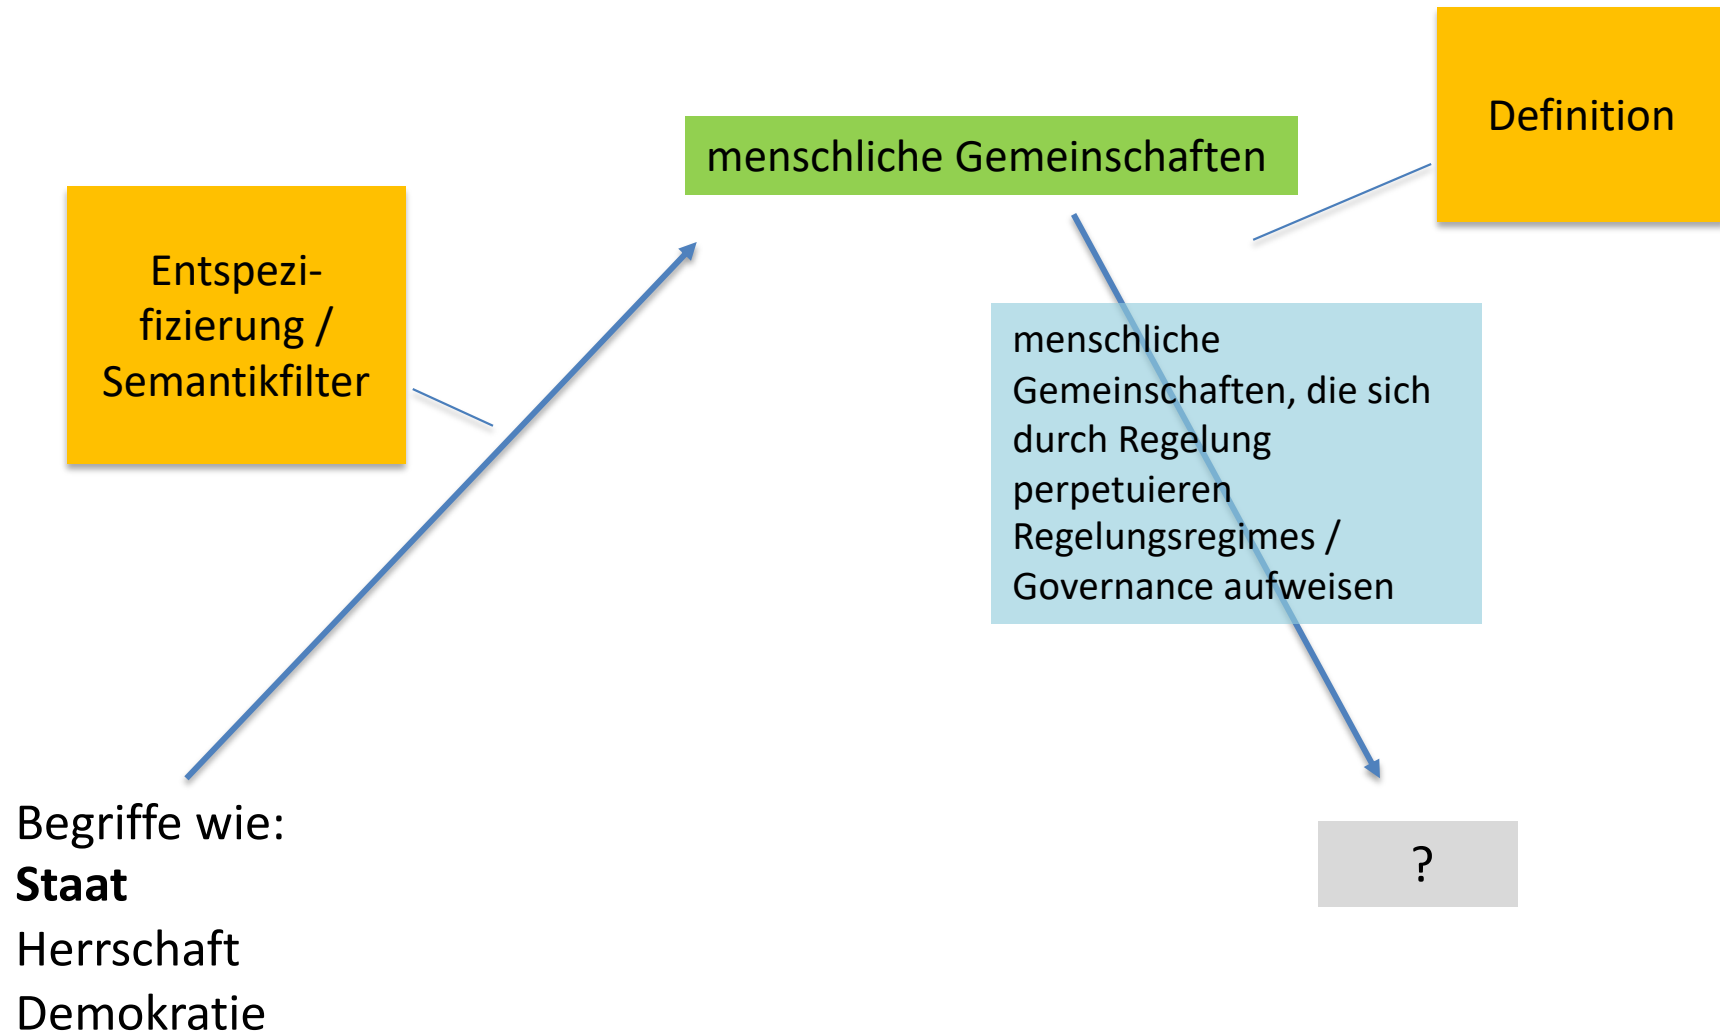 Definition
menschliche Gemeinschaften
Entspezi-
fizierung /
Semantikfilter
menschliche
Gemeinschaften, die sich
durch Regelung
perpetuieren
Regelungsregimes /
Governance aufweisen
Begriffe wie:
Staat
Herrschaft
Demokratie
?